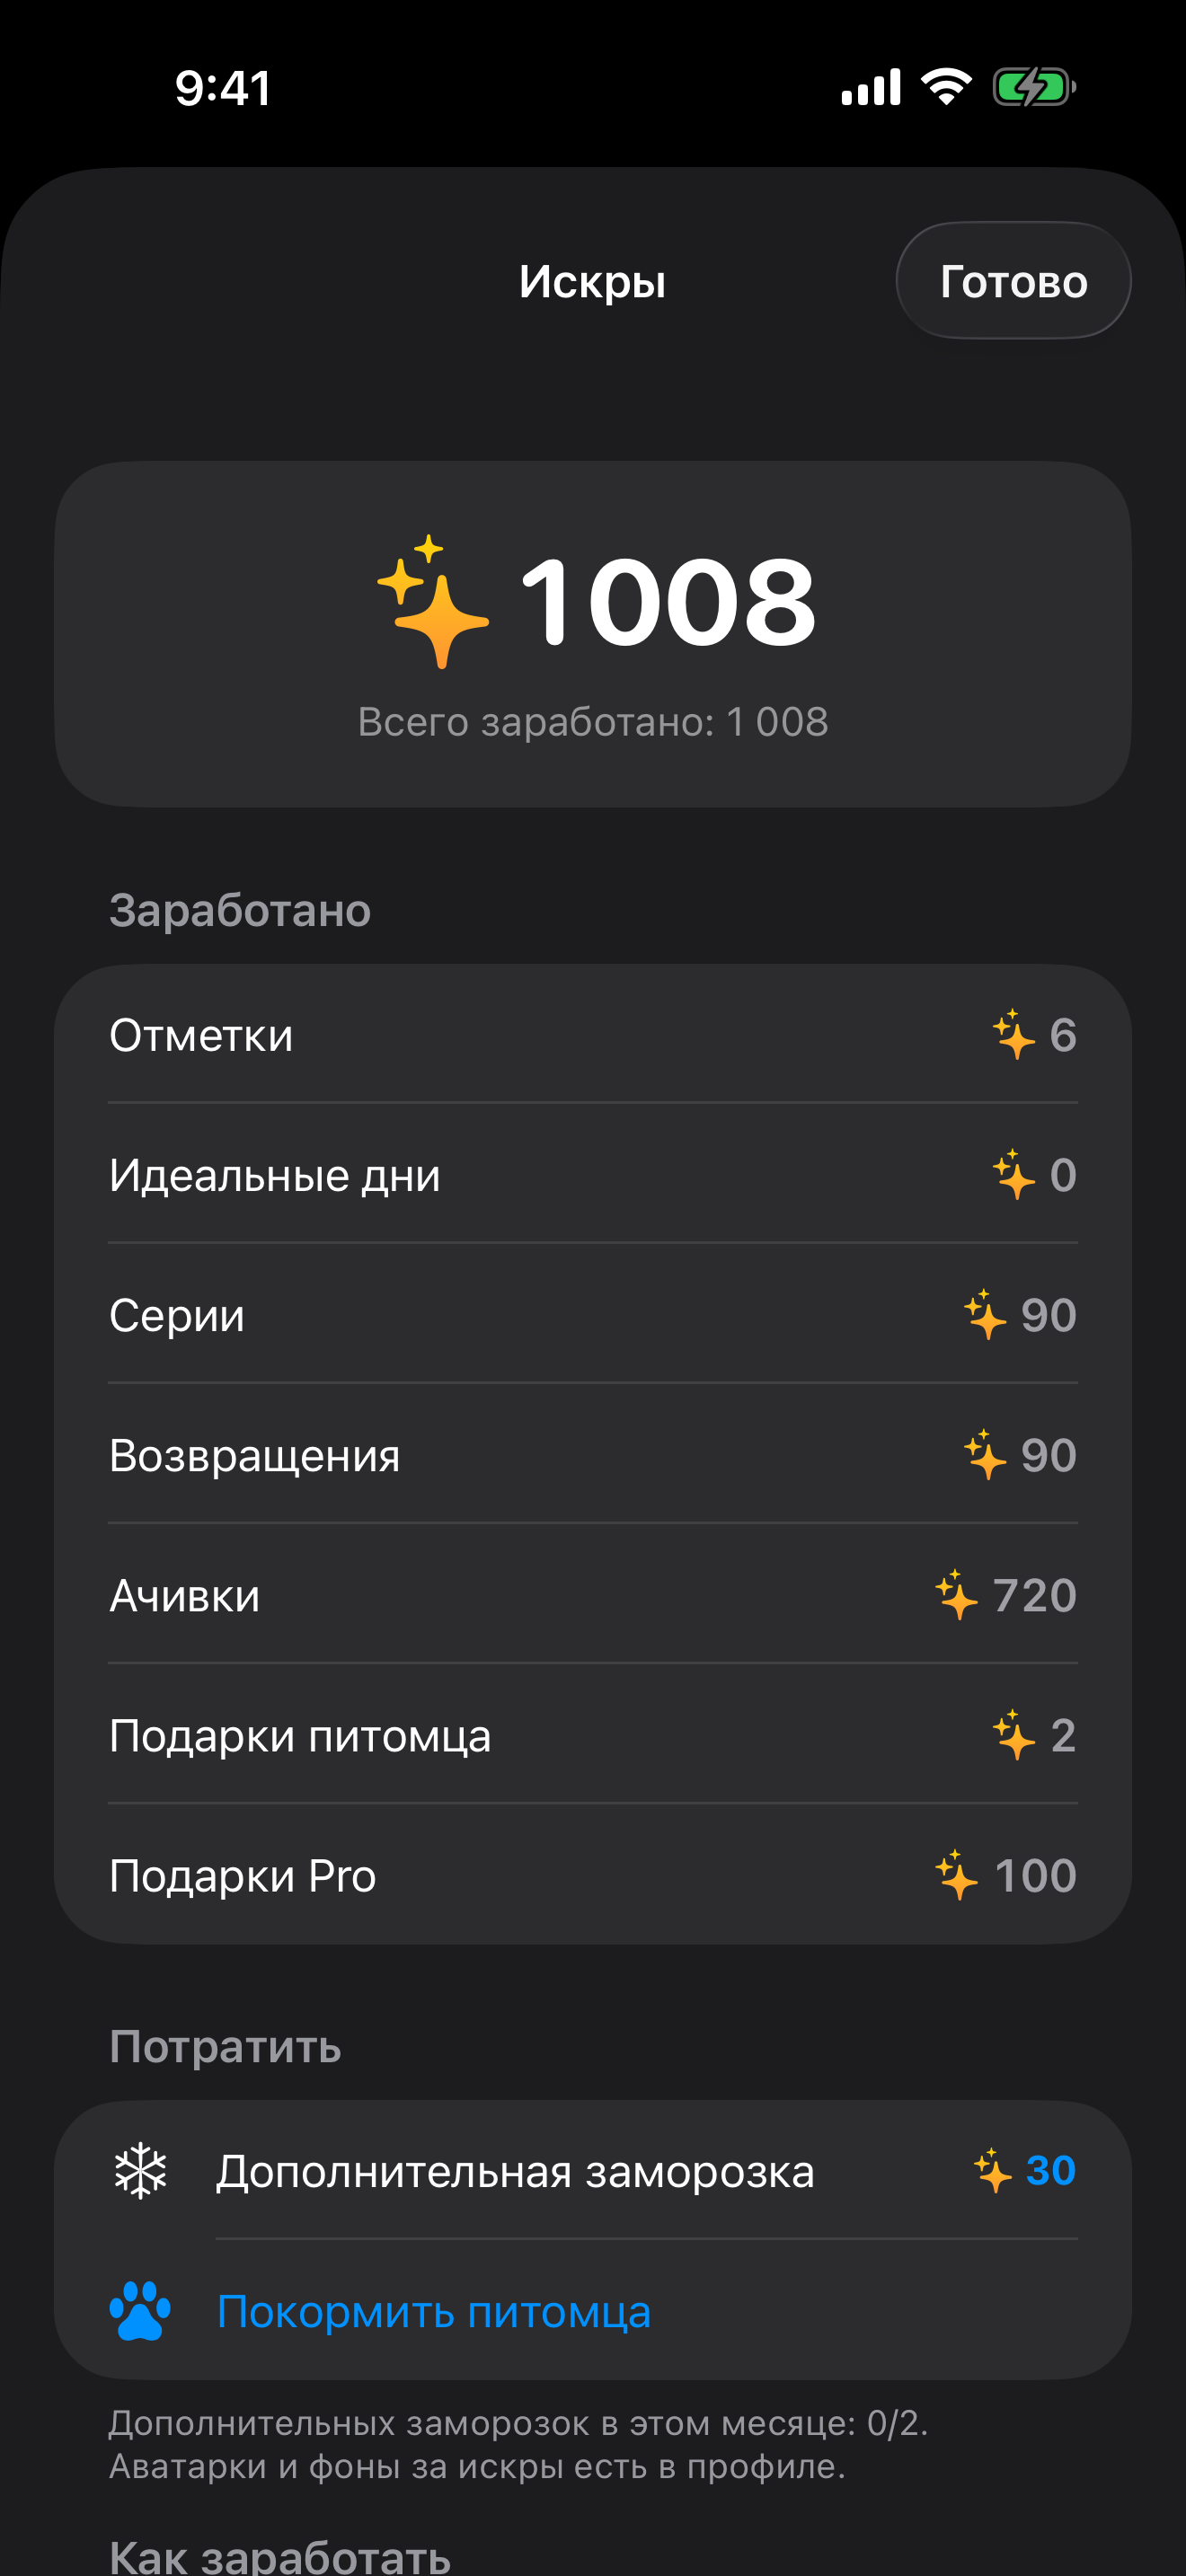 9:41
Искры
Готово
1 008
Всего заработано: 1 008
Заработано
Отметки 6
Идеальные дни 0
Серии 90
Возвращения 90
Ачивки 720
Подарки питомца 2
Подарки Pro 100
Потратить
Дополнительная заморозка 30
Покормить питомца
Дополнительных заморозок в этом месяце: 0/2.
Аватарки и фоны за искры есть в профиле.
Как заработать